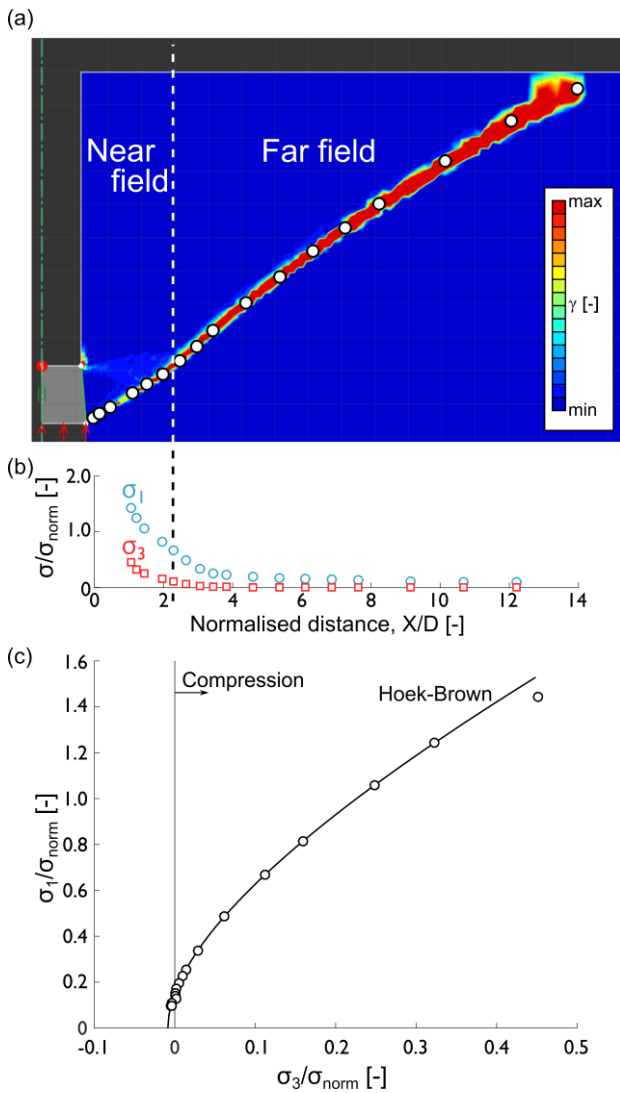 (a)
Near
field
Far field
max
γ [-]
min
(b)
σ/σnorm [-]
2.0
1.0
0
σ1
σ3
0 2 4 6 8 10 12 14
Normalised distance, X/D [-]
(c)
σ1/σnorm [-]
1.6
1.4
1.2
1.0
0.8
0.6
0.4
0.2
0
Compression
Hoek-Brown
-0.1 0 0.1 0.2 0.3 0.4 0.5
σ3/σnorm [-]